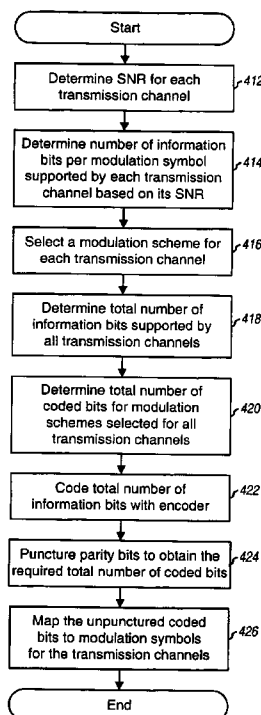 Start
Determine SNR for each
transmission channel
412
Determine number of information
bits per modulation symbol
supported by each transmission
channel based on its SNR
414
Select a modulation scheme for
each transmission channel
416
Determine total number of
information bits supported by
all transmission channels
418
Determine total number of
coded bits for modulation
schemes selected for all
transmission channels
420
Code total number of
information bits with encoder
422
Puncture parity bits to obtain the
required total number of coded bits
424
Map the unpunctured coded
bits to modulation symbols
for the transmission channels
426
End